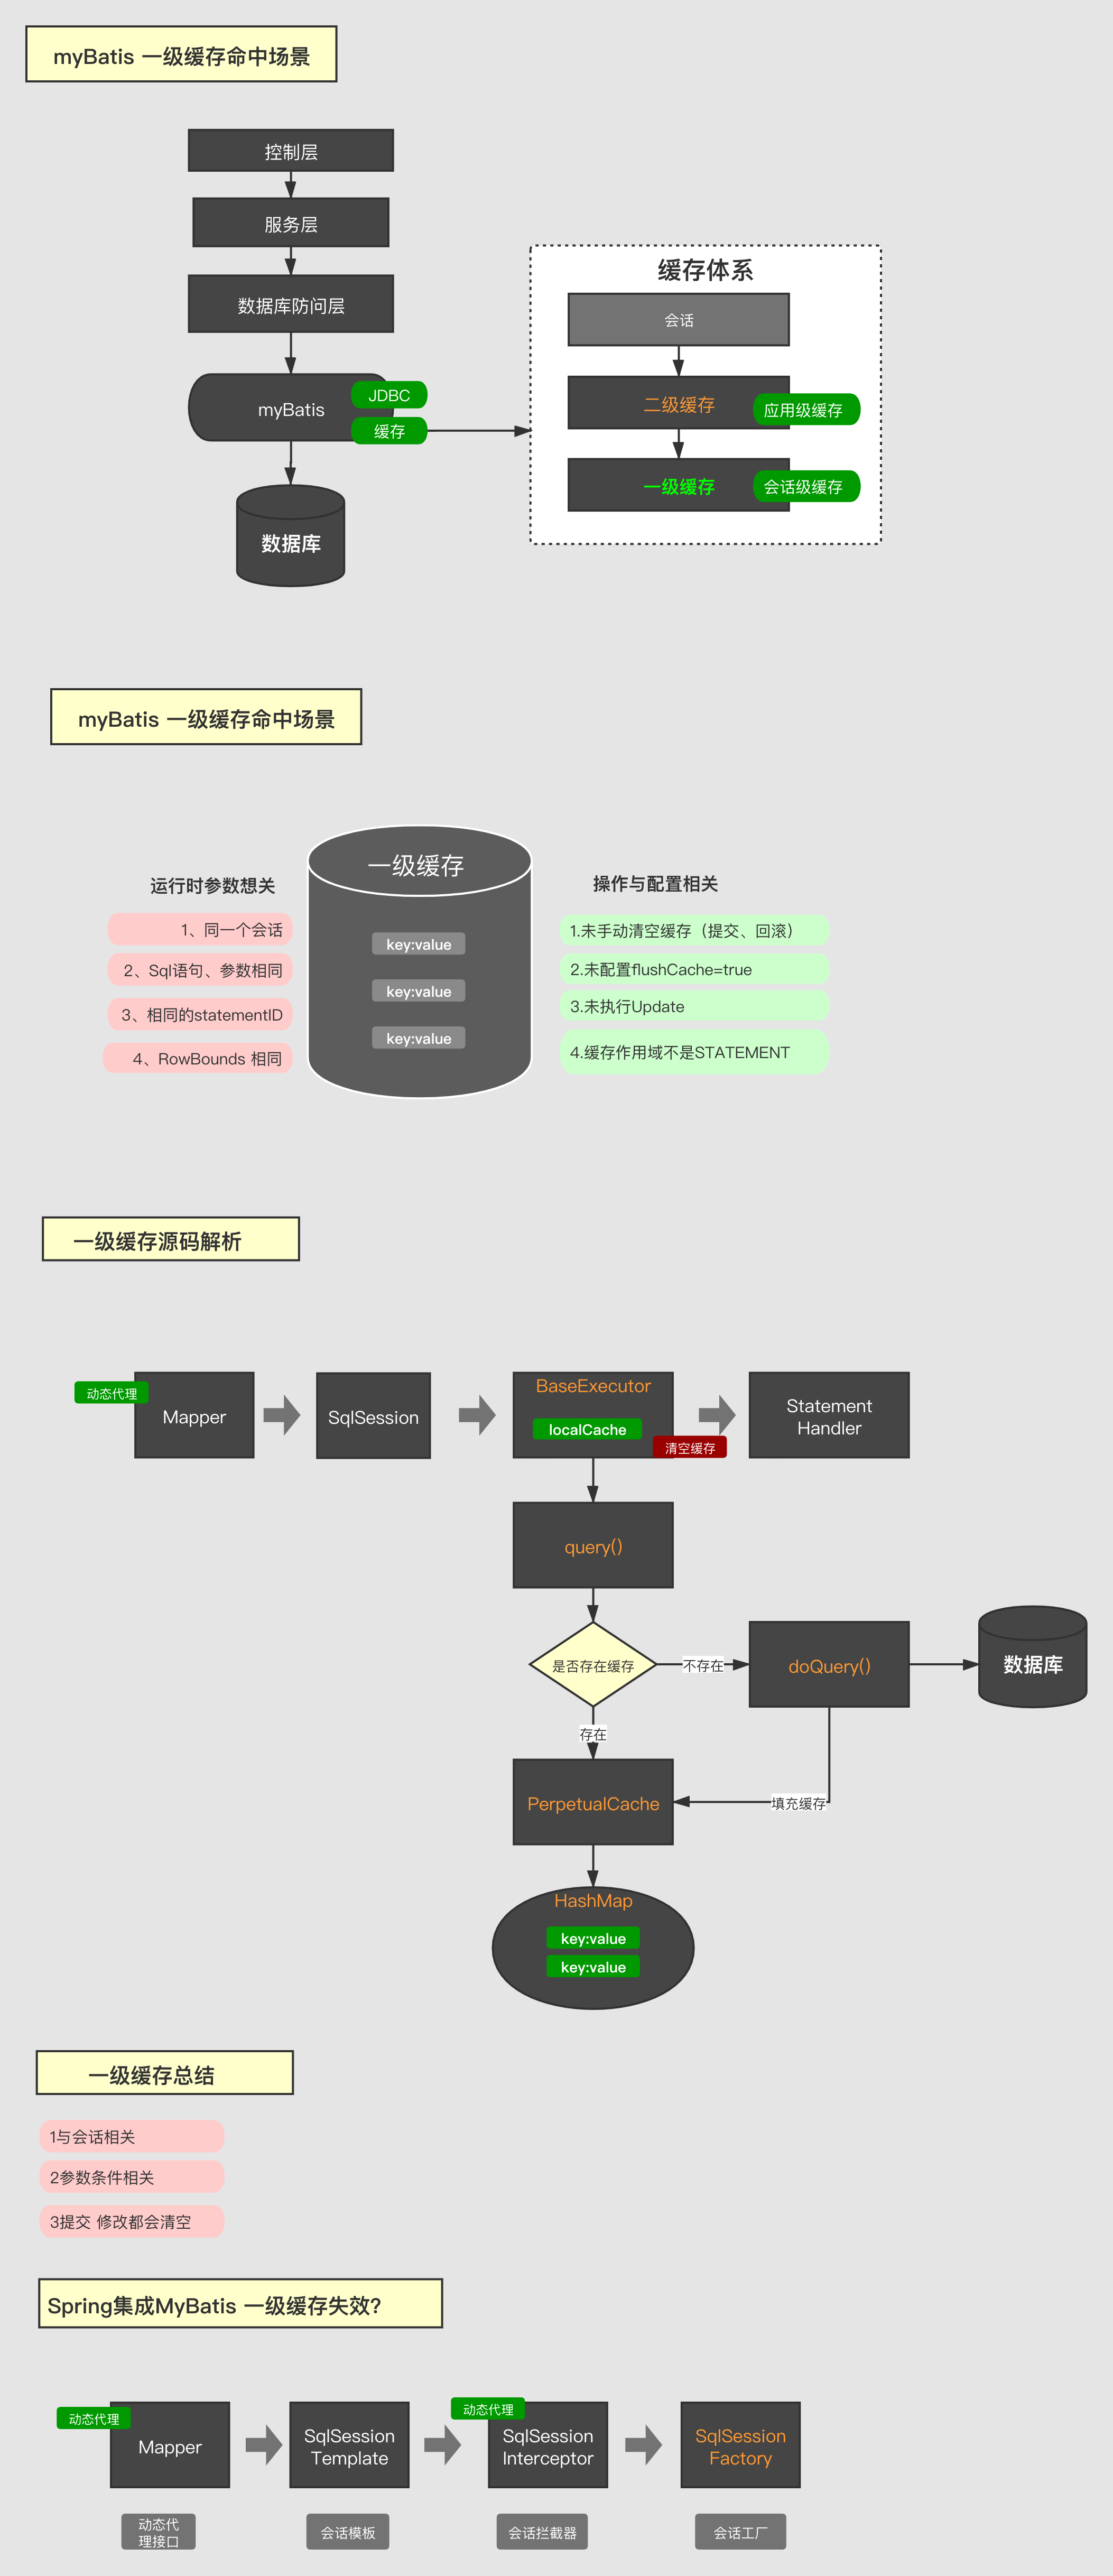 myBatis 一级缓存命中场景
控制层
服务层
数据库防问层
myBatis
JDBC
缓存
数据库
缓存体系
会话
二级缓存
应用级缓存
一级缓存
会话级缓存
myBatis 一级缓存命中场景
一级缓存
key:value
key:value
key:value
运行时参数想关
1、同一个会话
2、Sql语句、参数相同
3、相同的statementID
4、RowBounds 相同
操作与配置相关
1.未手动清空缓存（提交、回滚）
2.未配置flushCache=true
3.未执行Update
4.缓存作用域不是STATEMENT
一级缓存源码解析
动态代理
Mapper
SqlSession
BaseExecutor
localCache
清空缓存
Statement
Handler
query()
是否存在缓存
不存在
doQuery()
数据库
存在
PerpetualCache
填充缓存
HashMap
key:value
key:value
一级缓存总结
1与会话相关
2参数条件相关
3提交 修改都会清空
Spring集成MyBatis 一级缓存失效？
动态代理
Mapper
SqlSession
Template
动态代理
SqlSession
Interceptor
SqlSession
Factory
动态代
理接口
会话模板
会话拦截器
会话工厂